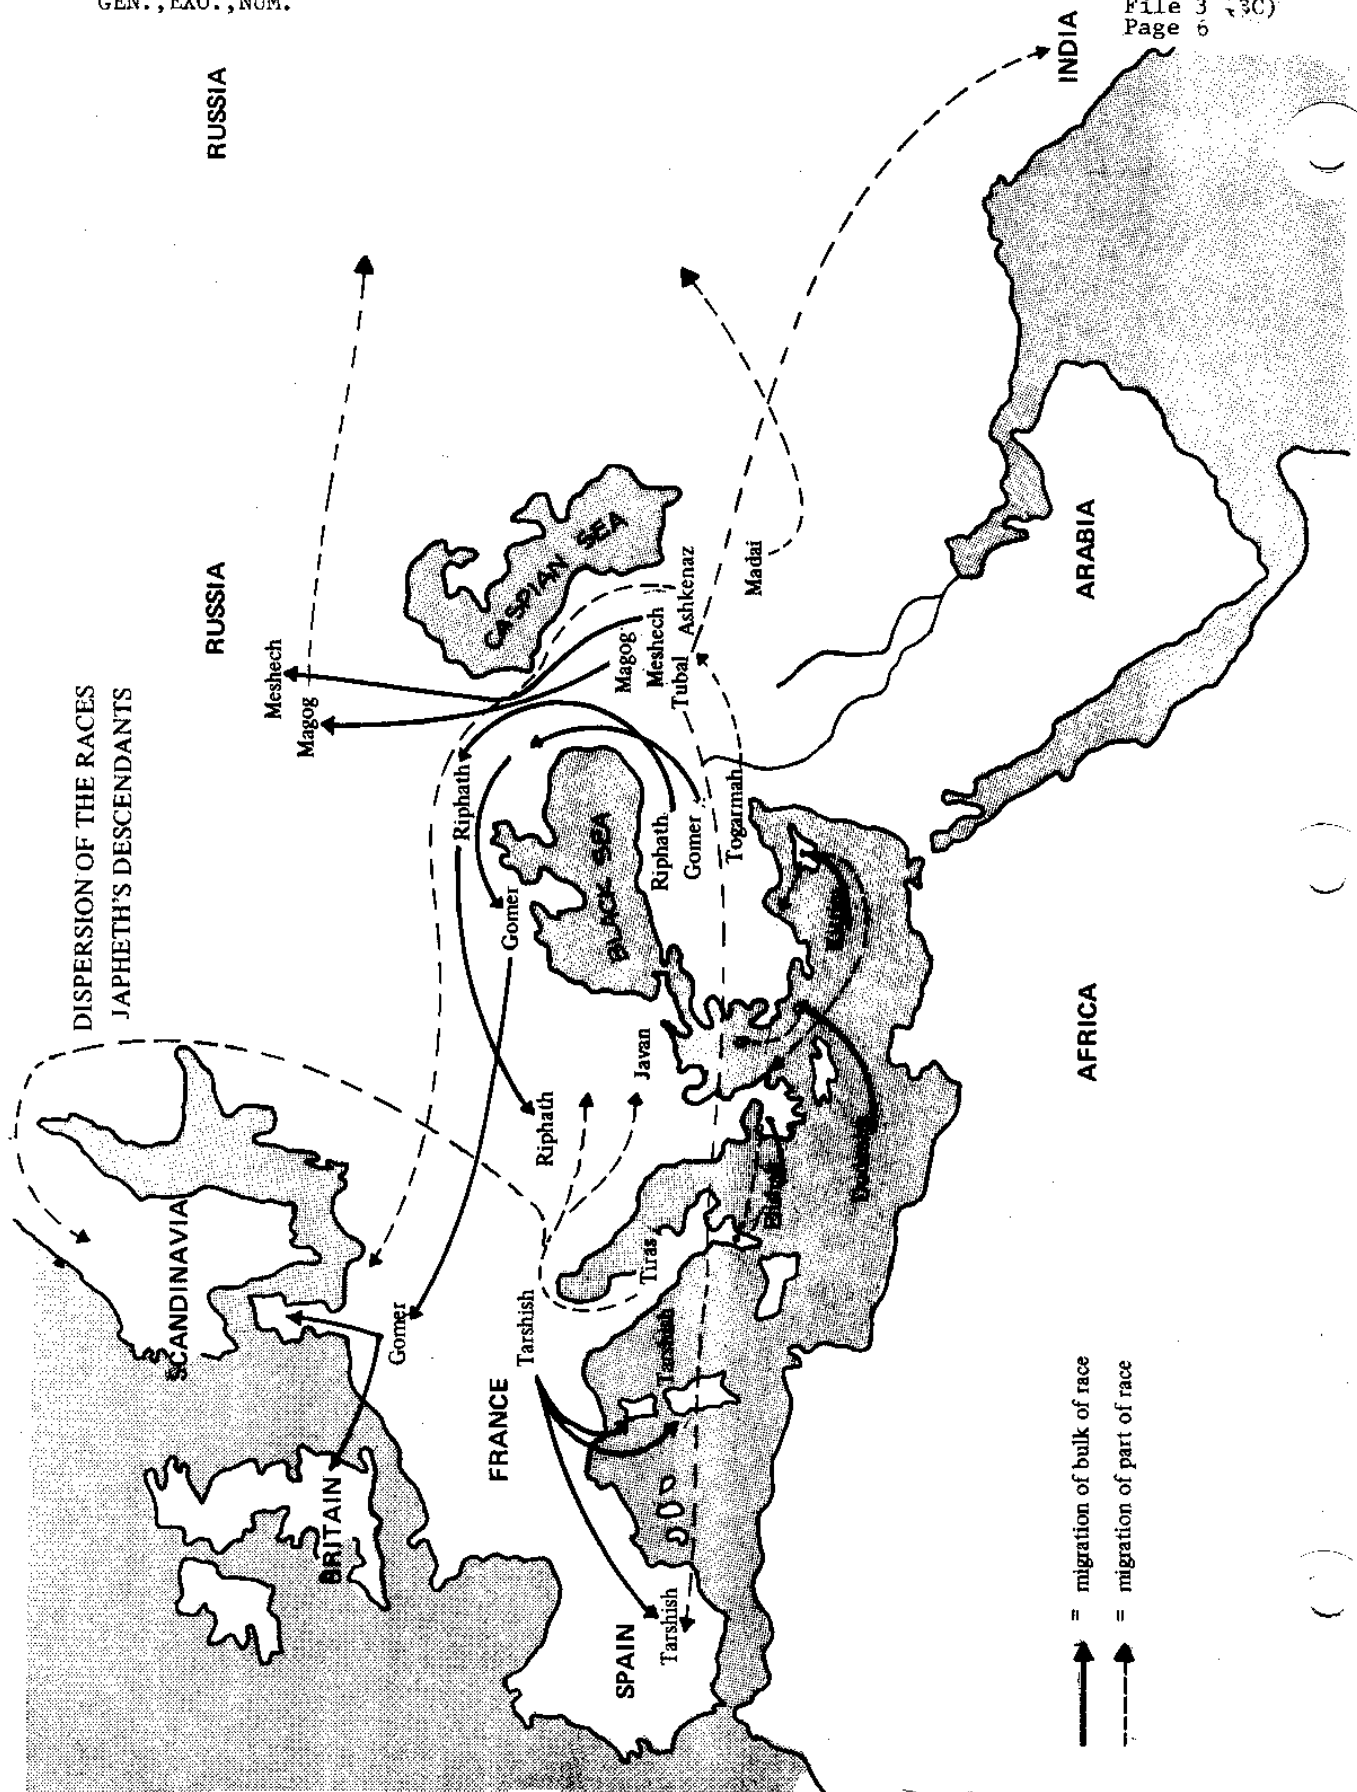 GEN.,EXO.,NUM.
File 3
Page 6
DISPERSION OF THE RACES
JAPHETH'S DESCENDANTS
RUSSIA
RUSSIA
INDIA
SCANDINAVIA
BRITAIN
FRANCE
SPAIN
AFRICA
ARABIA
CASPIAN SEA
BLACK SEA
Meshech
Magog
Riphath
Gomer
Riphath
Gomer
Togarmah
Magog
Meshech
Tubal
Ashkenaz
Madai
Javan
Riphath
Gomer
Tarshish
Tiras
Tarshish
Tarshish
= migration of bulk of race
= migration of part of race